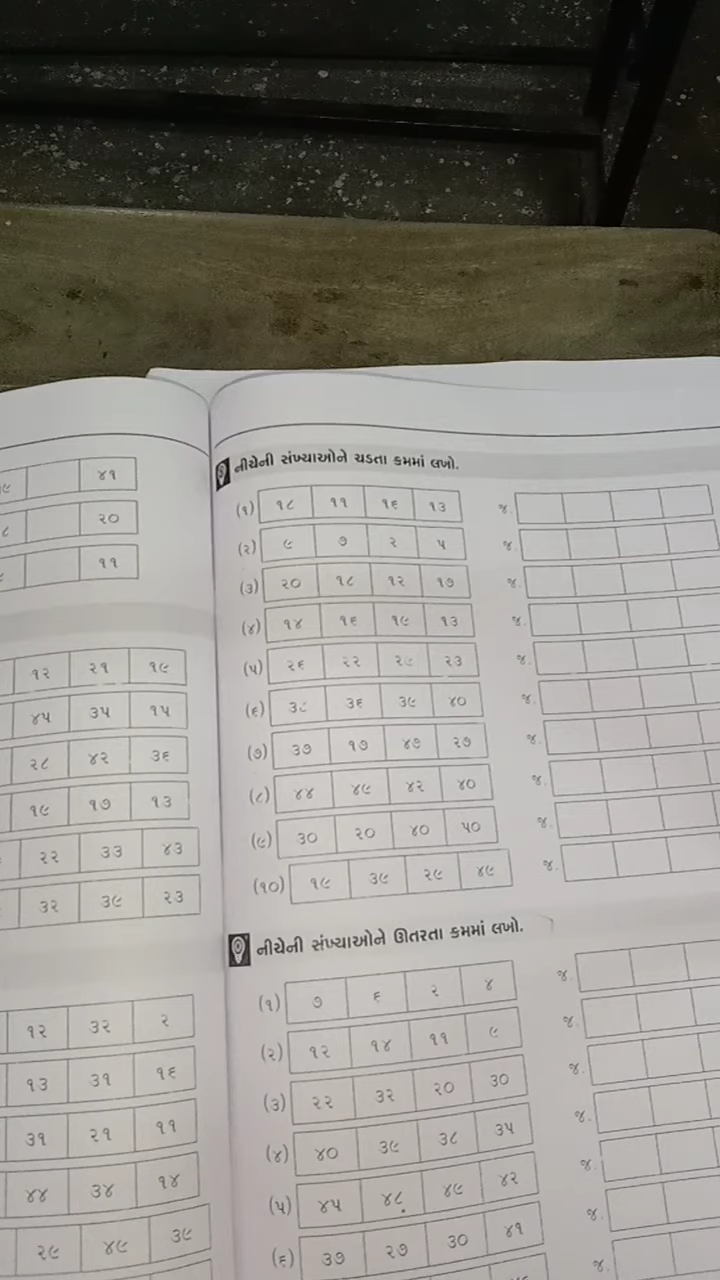 ૪૧
૨૦
૧૧
૧૨ ૨૧ ૧૯
૪૫ ૩૫ ૧૫
૨૮ ૪૨ ૩૬
૧૯ ૧૭ ૧૩
૨૨ ૩૩ ૪૩
૩૨ ૩૯ ૨૩
૧૨ ૩૨ ૨
૧૩ ૩૧ ૧૬
૩૧ ૨૧ ૧૧
૪૪ ૩૪ ૧૪
૨૯ ૪૯ ૩૯
નીચેની સંખ્યાઓને ચડતા ક્રમમાં લખો.
(૧) ૧૮ ૧૧ ૧૬ ૧૩ જ.
(૨) ૯ ૭ ૨ ૫ જ.
(૩) ૨૦ ૧૮ ૧૨ ૧૭ જ.
(૪) ૧૪ ૧૬ ૧૯ ૧૩ જ.
(૫) ૨૬ ૨૨ ૨૩ જ.
(૬) ૩૬ ૩૯ ૪૦ જ.
(૭) ૩૭ ૧૭ ૪૭ ૨૭ જ.
(૮) ૪૪ ૪૯ ૪૨ ૪૦ જ.
(૯) ૩૦ ૨૦ ૪૦ ૫૦ જ.
(૧૦) ૧૯ ૩૯ ૨૯ ૪૯ જ.
નીચેની સંખ્યાઓને ઊતરતા ક્રમમાં લખો.
(૧) ૭ ૬ ૨ ૪ જ.
(૨) ૧૨ ૧૪ ૧૧ ૯ જ.
(૩) ૨૨ ૩૨ ૨૦ ૩૦ જ.
(૪) ૪૦ ૩૯ ૩૮ ૩૫ જ.
(૫) ૪૫ ૪૮ ૪૯ ૪૨ જ.
(૬) ૩૭ ૨૭ ૩૦ ૪૧ જ.
જ.